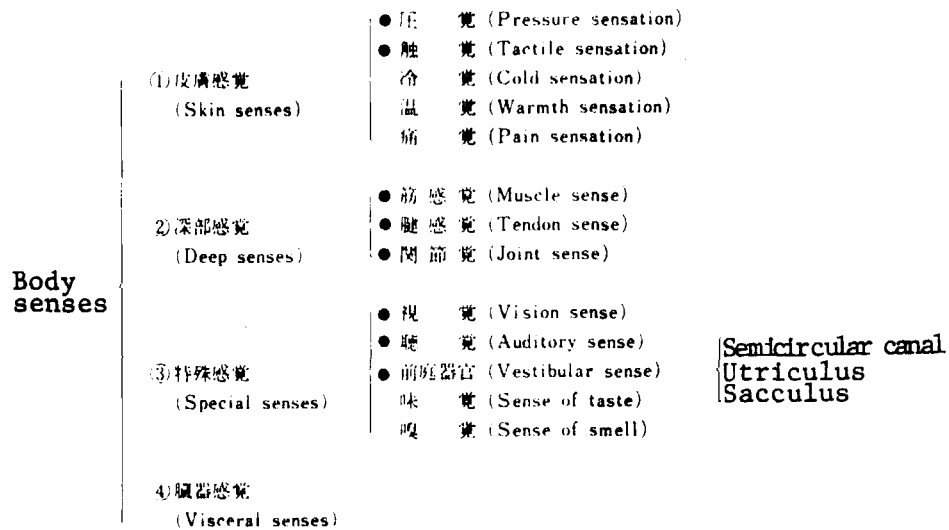 ● 圧 覚 (Pressure sensation)
● 触 覚 (Tactile sensation)
(1)皮膚感覚 冷 覚 (Cold sensation)
(Skin senses) 温 覚 (Warmth sensation)
痛 覚 (Pain sensation)
● 筋 感 覚 (Muscle sense)
2)深部感覚 ● 腱 感 覚 (Tendon sense)
(Deep senses) ● 関 節 覚 (Joint sense)
Body
senses
● 視 覚 (Vision sense)
● 聴 覚 (Auditory sense) Semicircular canal
③特殊感覚 ● 前庭器官 (Vestibular sense) Utriculus
(Special senses) 味 覚 (Sense of taste) Sacculus
嗅 覚 (Sense of smell)
4)臓器感覚
(Visceral senses)